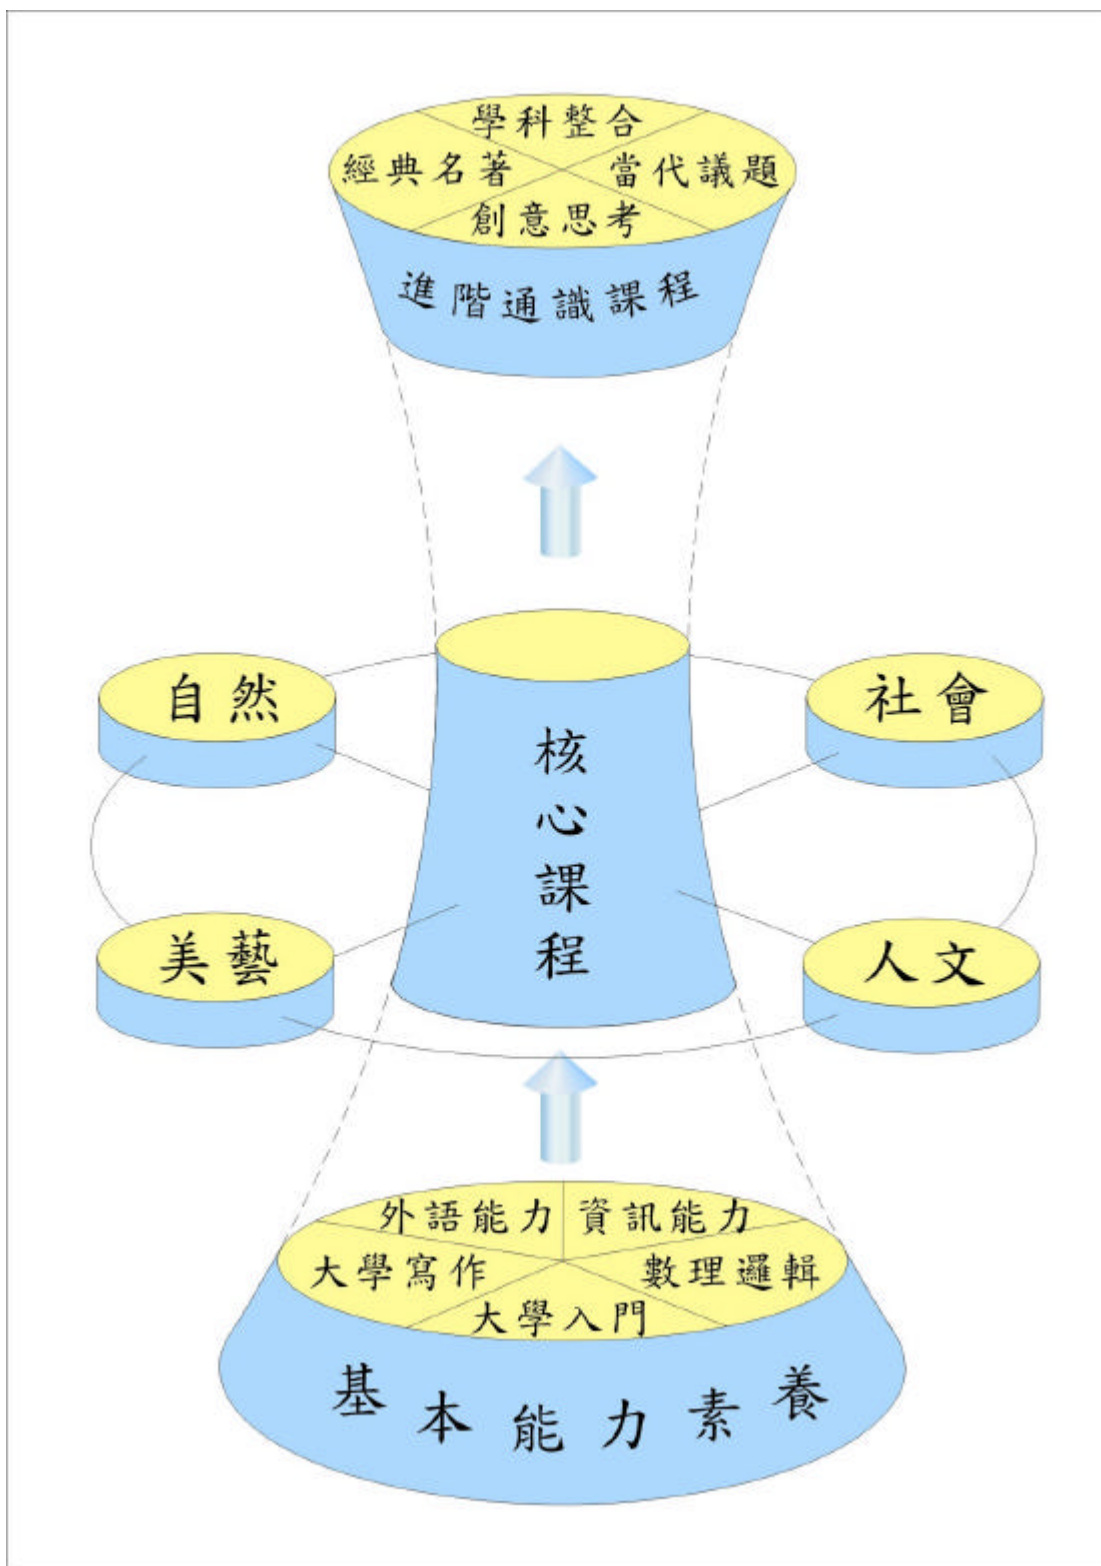 學科整合
經典名著
當代議題
創意思考
進階通識課程
自然
社會
核心課程
美藝
人文
外語能力
資訊能力
大學寫作
數理邏輯
大學入門
基本能力素養